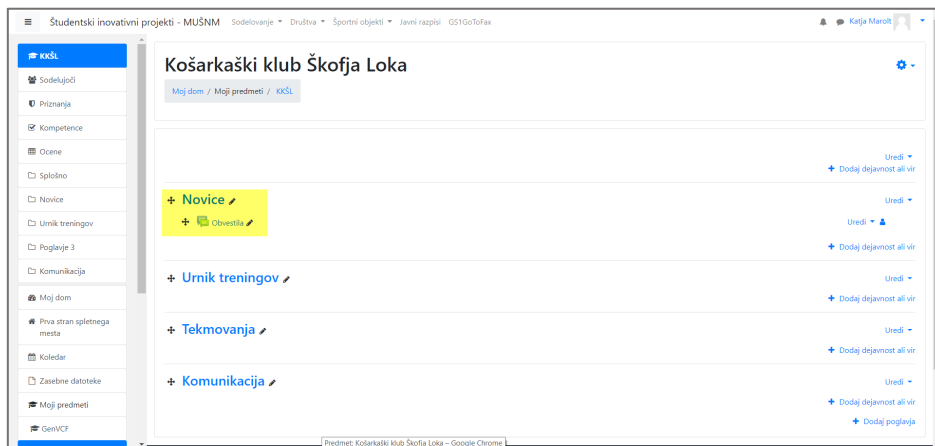 Študentski inovativni projekti - MUŠNM Sodelovanje Društva Športni objekti Javni razpisi GS1GoToFax Katja Marolt
KKŠL
Sodelujoči
Priznanja
Kompetence
Ocene
Splošno
Novice
Urnik treningov
Poglavje 3
Komunikacija
Moj dom
Prva stran spletnega
mesta
Koledar
Zasebne datoteke
Moji predmeti
GenVCF
Košarkaški klub Škofja Loka
Moj dom / Moji predmeti / KKŠL
Uredi
Dodaj dejavnost ali vir
Novice
Uredi
Obvestila
Uredi
Dodaj dejavnost ali vir
Urnik treningov
Uredi
Dodaj dejavnost ali vir
Tekmovanja
Uredi
Dodaj dejavnost ali vir
Komunikacija
Uredi
Dodaj dejavnost ali vir
Dodaj poglavja
Predmet: Košarkaški klub Škofja Loka – Google Chrome